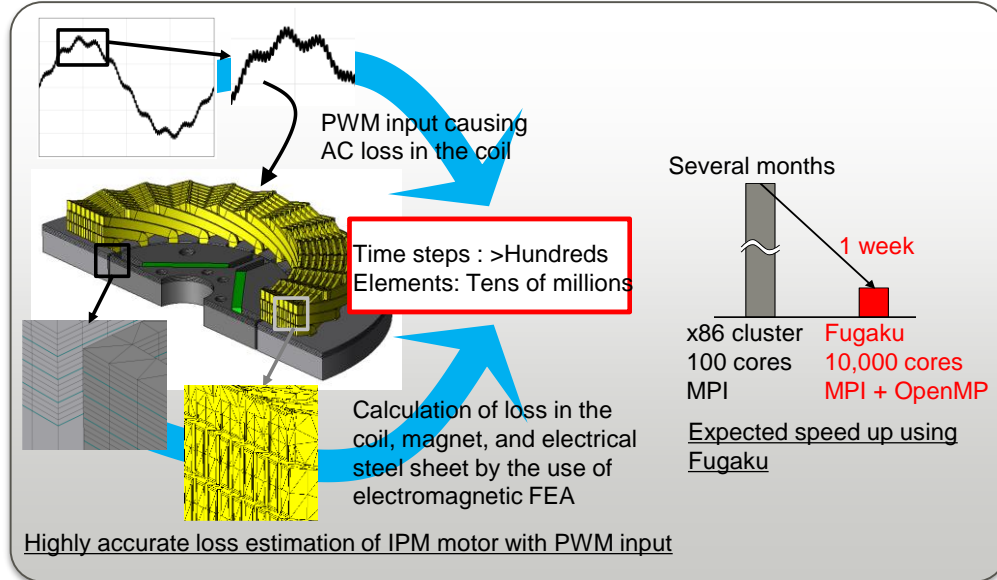 PWM input causing
AC loss in the coil
Time steps : >Hundreds
Elements: Tens of millions
Calculation of loss in the
coil, magnet, and electrical
steel sheet by the use of
electromagnetic FEA
Highly accurate loss estimation of IPM motor with PWM input
Several months
1 week
x86 cluster
100 cores
MPI
Fugaku
10,000 cores
MPI + OpenMP
Expected speed up using
Fugaku